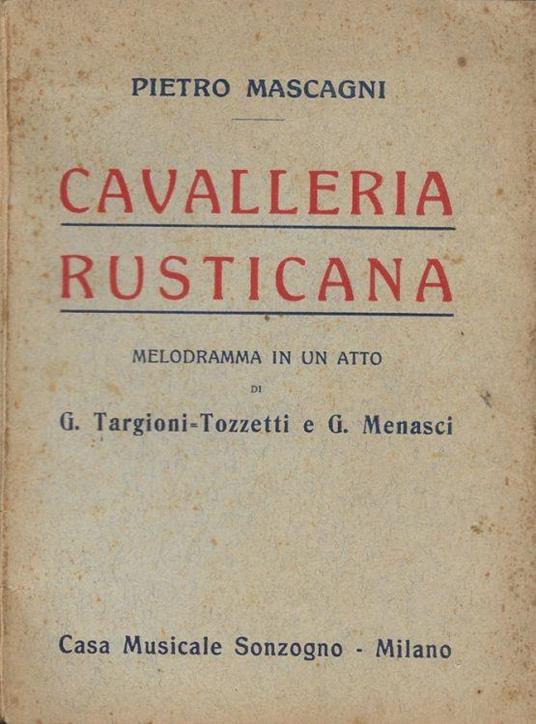 PIETRO MASCAGNI
CAVALLERIA
RUSTICANA
MELODRAMMA IN UN ATTO
DI
G. Targioni=Tozzetti e G. Menasci
Casa Musicale Sonzogno - Milano